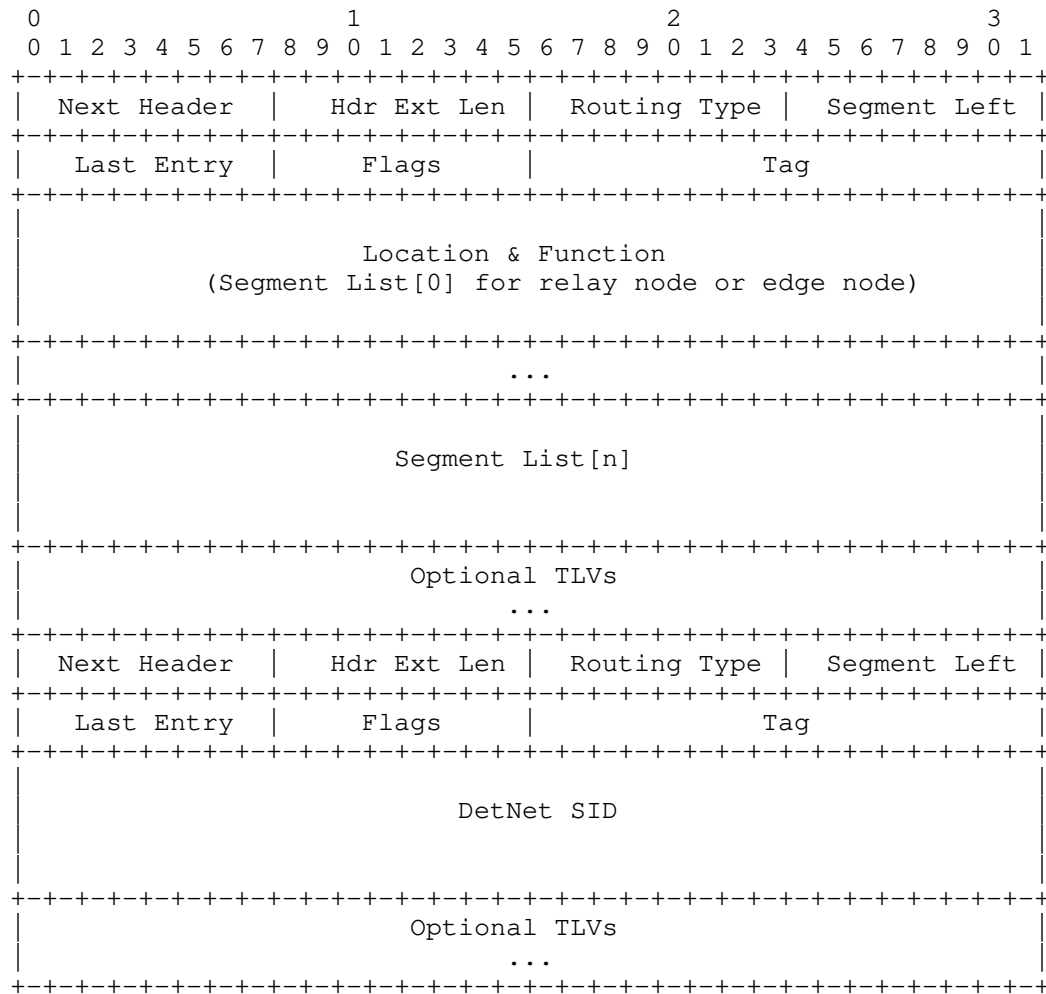 0                   1                   2                   3
 0 1 2 3 4 5 6 7 8 9 0 1 2 3 4 5 6 7 8 9 0 1 2 3 4 5 6 7 8 9 0 1
+-+-+-+-+-+-+-+-+-+-+-+-+-+-+-+-+-+-+-+-+-+-+-+-+-+-+-+-+-+-+-+-+
|  Next Header  |   Hdr Ext Len |  Routing Type |  Segment Left |
+-+-+-+-+-+-+-+-+-+-+-+-+-+-+-+-+-+-+-+-+-+-+-+-+-+-+-+-+-+-+-+-+
|   Last Entry  |     Flags     |              Tag              |
+-+-+-+-+-+-+-+-+-+-+-+-+-+-+-+-+-+-+-+-+-+-+-+-+-+-+-+-+-+-+-+-+
|                                                               |
|                     Location & Function                       |
|           (Segment List[0] for relay node or edge node)       |
|                                                               |
+-+-+-+-+-+-+-+-+-+-+-+-+-+-+-+-+-+-+-+-+-+-+-+-+-+-+-+-+-+-+-+-+
|                              ...                              |
+-+-+-+-+-+-+-+-+-+-+-+-+-+-+-+-+-+-+-+-+-+-+-+-+-+-+-+-+-+-+-+-+
|                                                               |
|                       Segment List[n]                         |
|                                                               |
|                                                               |
+-+-+-+-+-+-+-+-+-+-+-+-+-+-+-+-+-+-+-+-+-+-+-+-+-+-+-+-+-+-+-+-+
|                        Optional TLVs                          |
|                              ...                              |
+-+-+-+-+-+-+-+-+-+-+-+-+-+-+-+-+-+-+-+-+-+-+-+-+-+-+-+-+-+-+-+-+
|  Next Header  |   Hdr Ext Len |  Routing Type |  Segment Left |
+-+-+-+-+-+-+-+-+-+-+-+-+-+-+-+-+-+-+-+-+-+-+-+-+-+-+-+-+-+-+-+-+
|   Last Entry  |     Flags     |              Tag              |
+-+-+-+-+-+-+-+-+-+-+-+-+-+-+-+-+-+-+-+-+-+-+-+-+-+-+-+-+-+-+-+-+
|                                                               |
|                           DetNet SID                          |
|                                                               |
|                                                               |
+-+-+-+-+-+-+-+-+-+-+-+-+-+-+-+-+-+-+-+-+-+-+-+-+-+-+-+-+-+-+-+-+
|                        Optional TLVs                          |
|                              ...                              |
+-+-+-+-+-+-+-+-+-+-+-+-+-+-+-+-+-+-+-+-+-+-+-+-+-+-+-+-+-+-+-+-+